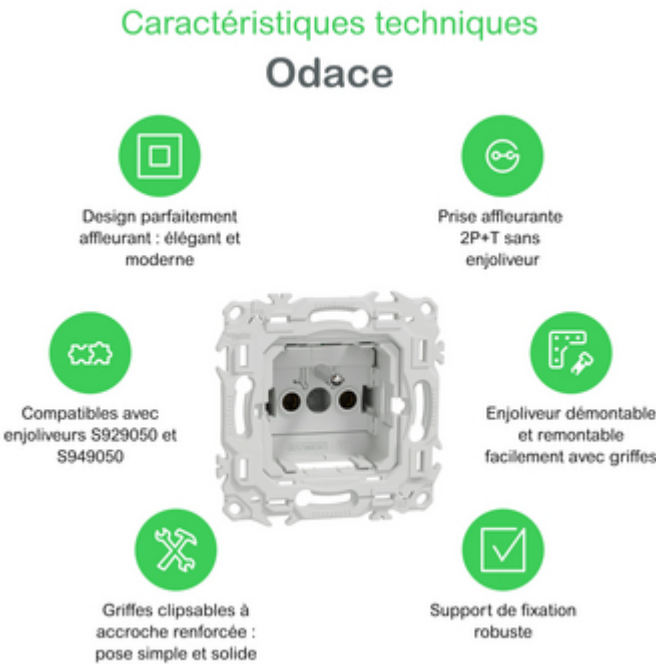 Caractéristiques techniques
Odace
Design parfaitement
affleurant : élégant et
moderne
Prise affleurante
2P+T sans
enjoliveur
Compatibles avec
enjoliveurs S929050 et
S949050
Enjoliveur démontable
et remontable
facilement avec griffes
Griffes clipsables à
accroche renforcée :
pose simple et solide
Support de fixation
robuste